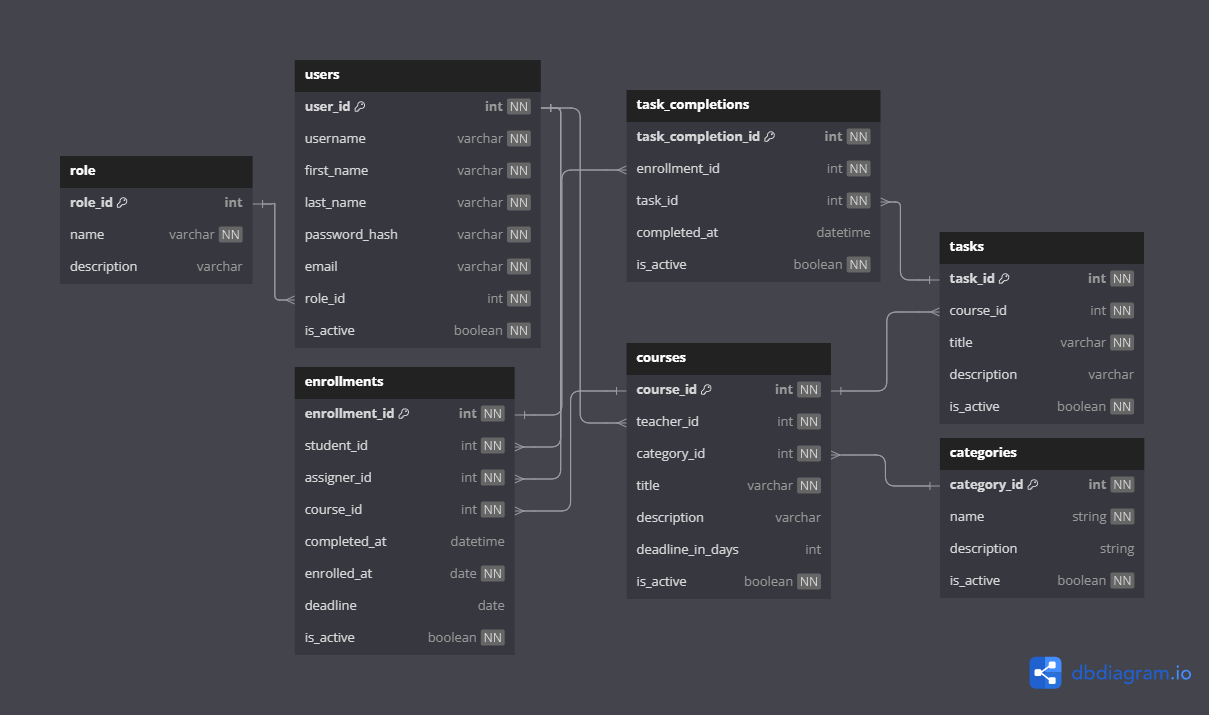 role
role_id int
name varchar NN
description varchar
users
user_id int NN
username varchar NN
first_name varchar NN
last_name varchar NN
password_hash varchar NN
email varchar NN
role_id int NN
is_active boolean NN
enrollments
enrollment_id int NN
student_id int NN
assigner_id int NN
course_id int NN
completed_at datetime
enrolled_at date NN
deadline date
is_active boolean NN
task_completions
task_completion_id int NN
enrollment_id int NN
task_id int NN
completed_at datetime
is_active boolean NN
courses
course_id int NN
teacher_id int NN
category_id int NN
title varchar NN
description varchar
deadline_in_days int
is_active boolean NN
tasks
task_id int NN
course_id int NN
title varchar NN
description varchar
is_active boolean NN
categories
category_id int NN
name string NN
description string
is_active boolean NN
dbdiagram.io